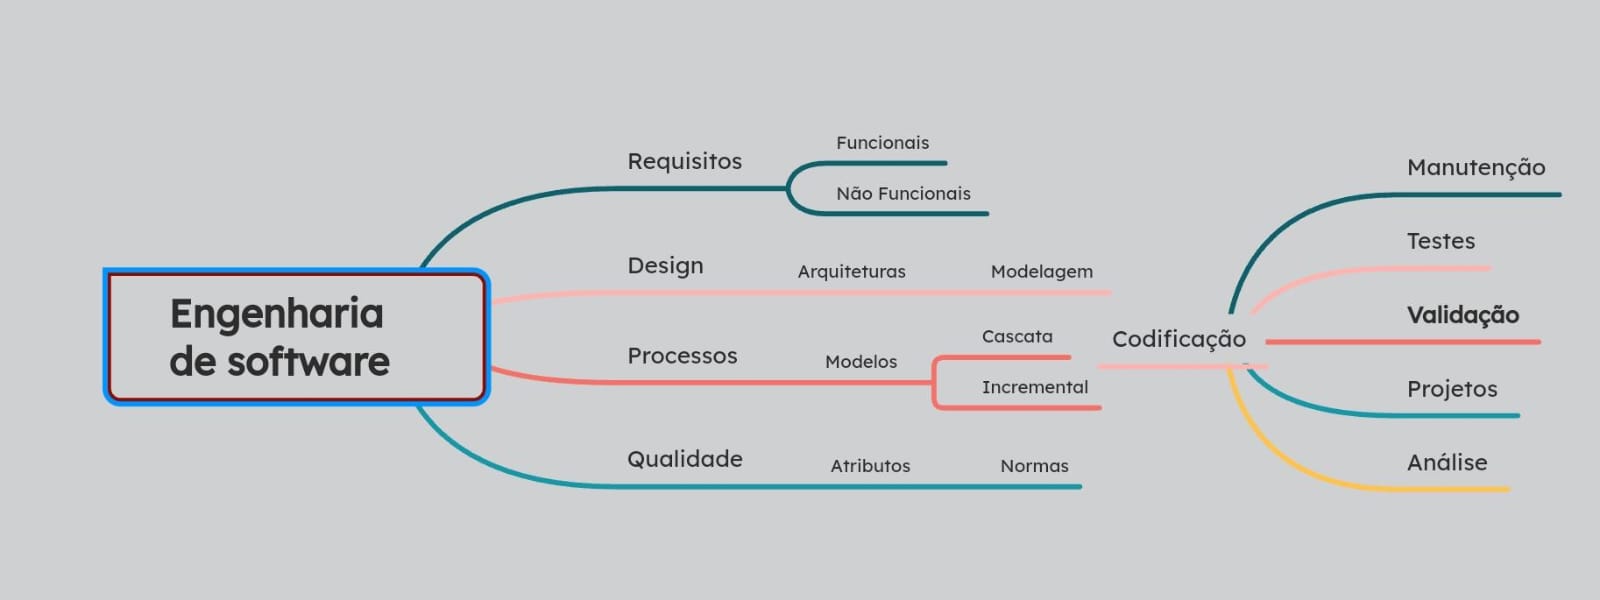 Engenharia
de software
Requisitos
Funcionais
Não Funcionais
Design
Arquiteturas
Modelagem
Processos
Modelos
Cascata
Incremental
Qualidade
Atributos
Normas
Codificação
Manutenção
Testes
Validação
Projetos
Análise